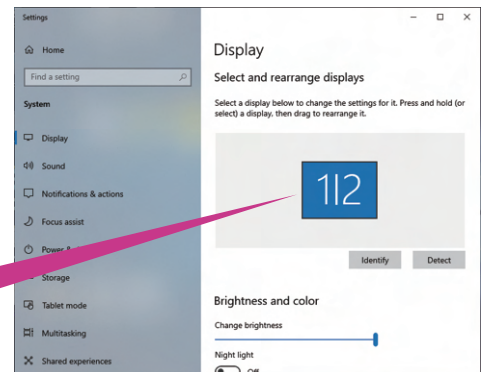 Settings
Home
Find a setting
System
Display
Sound
Notifications & actions
Focus assist
Power &
Storage
Tablet mode
Multitasking
Shared experiences
Display
Select and rearrange displays
Select a display below to change the settings for it. Press and hold (or
select) a display, then drag to rearrange it.
1|2
Identify Detect
Brightness and color
Change brightness
Night light
Off